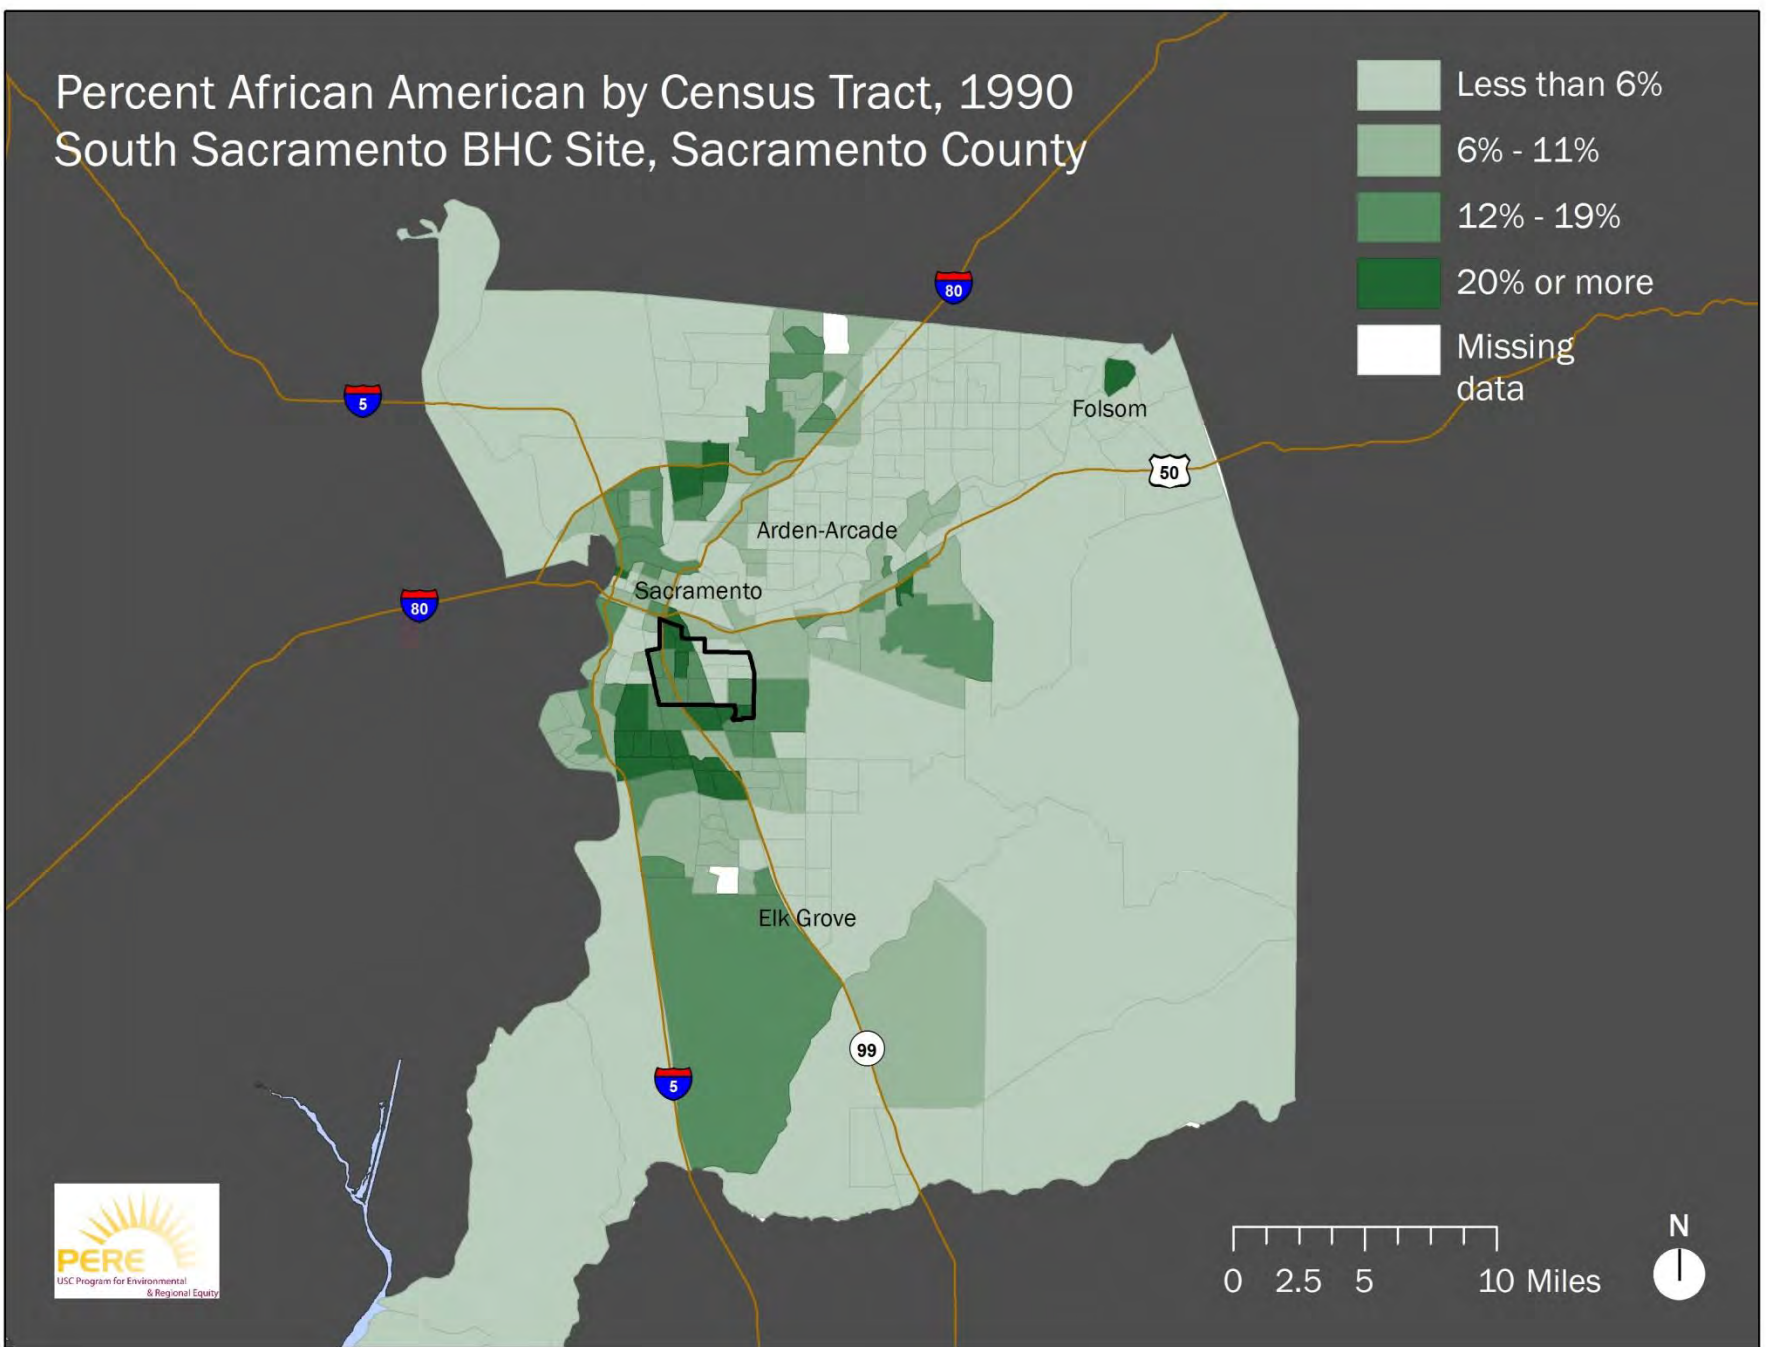 Percent African American by Census Tract, 1990
South Sacramento BHC Site, Sacramento County
Less than 6%
6% - 11%
12% - 19%
20% or more
Missing
data
80
5
Folsom
50
Arden-Arcade
Sacramento
80
Elk Grove
99
5
PERE
USC Program for Environmental
& Regional Equity
0 2.5 5 10 Miles
N